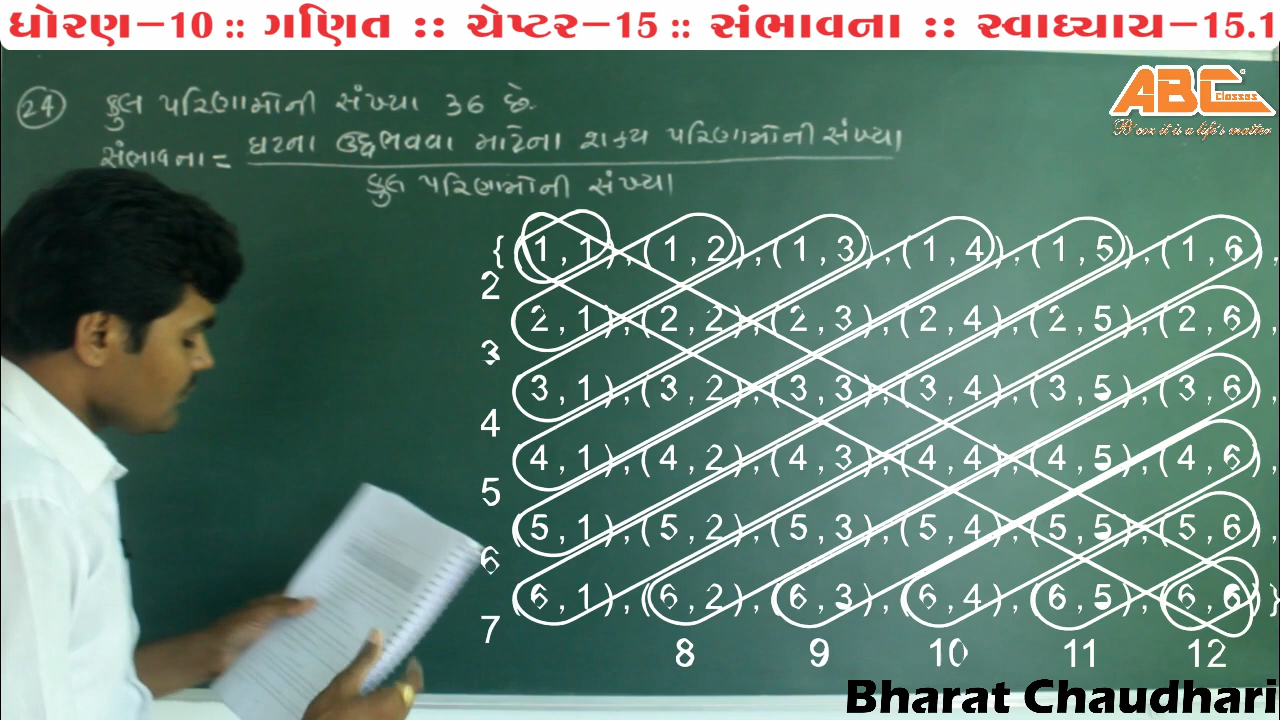 ધોરણ-10 :: ગણિત :: ચેપ્ટર-15 :: સંભાવના :: સ્વાધ્યાય-15.1
ABC
Classes
B'coz it is a life's matter
24 કુલ પરિણામોની સંખ્યા 36 છે.
સંભાવના = ઘટના ઉદ્દભવવા માટેના શક્ય પરિણામોની સંખ્યા
કુલ પરિણામોની સંખ્યા
{ (1, 1), (1, 2), (1, 3), (1, 4), (1, 5), (1, 6),
2
(2, 1), (2, 2), (2, 3), (2, 4), (2, 5), (2, 6),
3
(3, 1), (3, 2), (3, 3), (3, 4), (3, 5), (3, 6),
4
(4, 1), (4, 2), (4, 3), (4, 4), (4, 5), (4, 6),
5
(5, 1), (5, 2), (5, 3), (5, 4), (5, 5), (5, 6),
6
(6, 1), (6, 2), (6, 3), (6, 4), (6, 5), (6, 6) }
7
8 9 10 11 12
Bharat Chaudhari